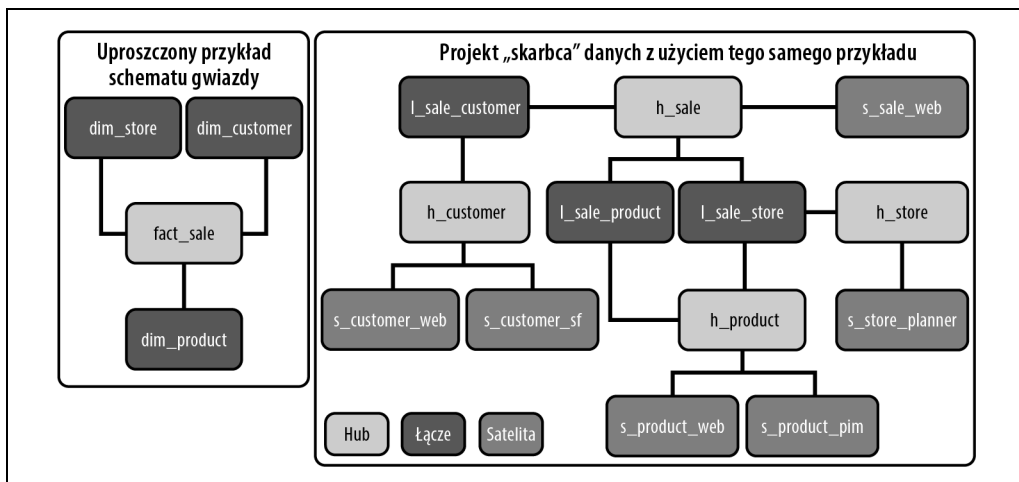 Uproszczony przykład
schematu gwiazdy
dim_store
dim_customer
fact_sale
dim_product
Projekt „skarbca” danych z użyciem tego samego przykładu
l_sale_customer
h_sale
s_sale_web
h_customer
l_sale_product
l_sale_store
h_store
s_customer_web
s_customer_sf
h_product
s_store_planner
s_product_web
s_product_pim
Hub
Łącze
Satelita